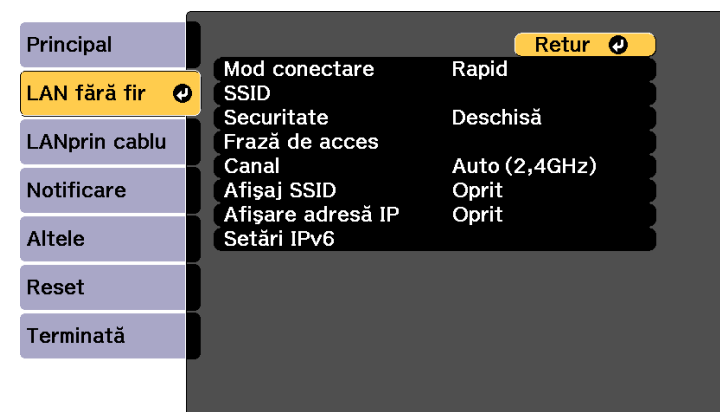 Principal
LAN fără fir
LANprin cablu
Notificare
Altele
Reset
Terminată
Retur
Mod conectare Rapid
SSID
Securitate Deschisă
Frază de acces
Canal Auto (2,4GHz)
Afişaj SSID Oprit
Afişare adresă IP Oprit
Setări IPv6